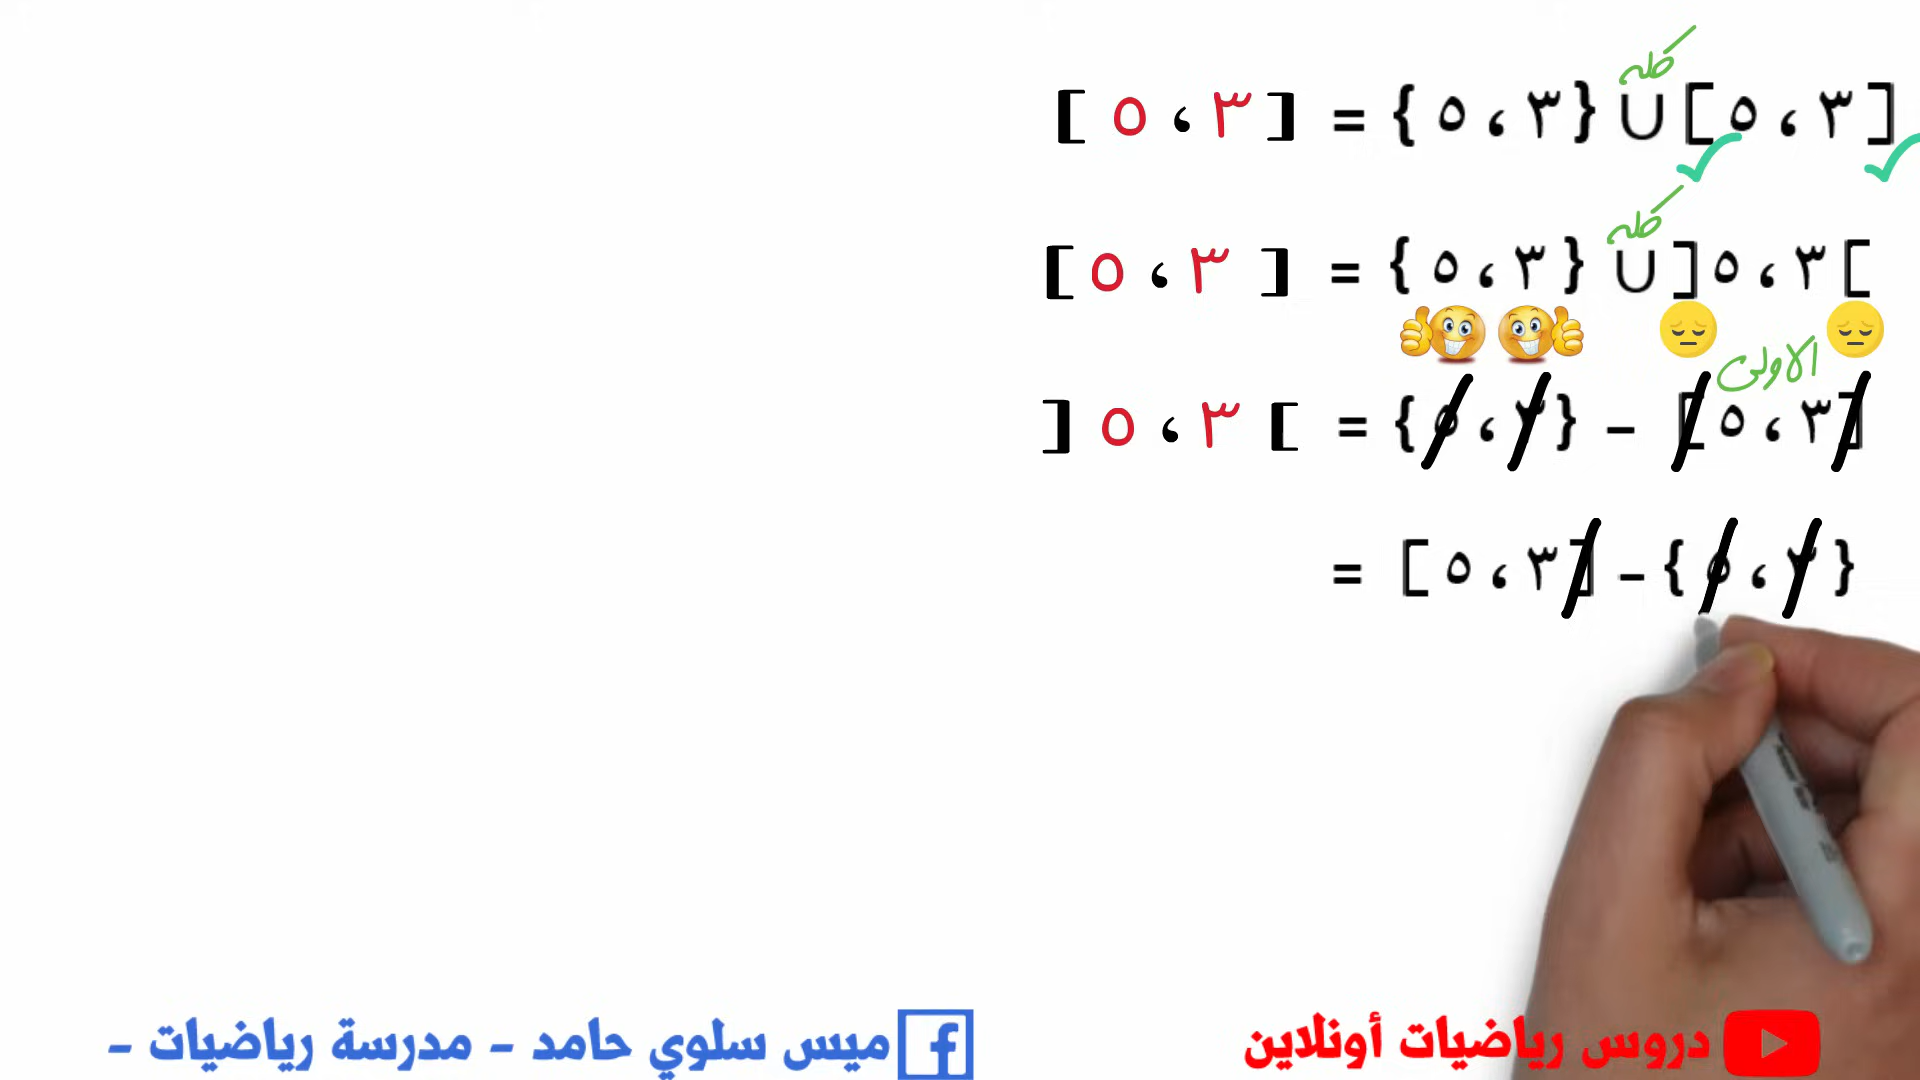 كله
[٣ ، ٥] ∪ {٣ ، ٥} = [٣ ، ٥]
كله
]٣ ، ٥[ ∪ {٣ ، ٥} = [٣ ، ٥]
الاولى
[٣ ، ٥] – {٣ ، ٥} = ]٣ ، ٥[
{٣ ، ٥} – [٣ ، ٥] =
دروس رياضيات أونلاين
ميس سلوي حامد - مدرسة رياضيات -